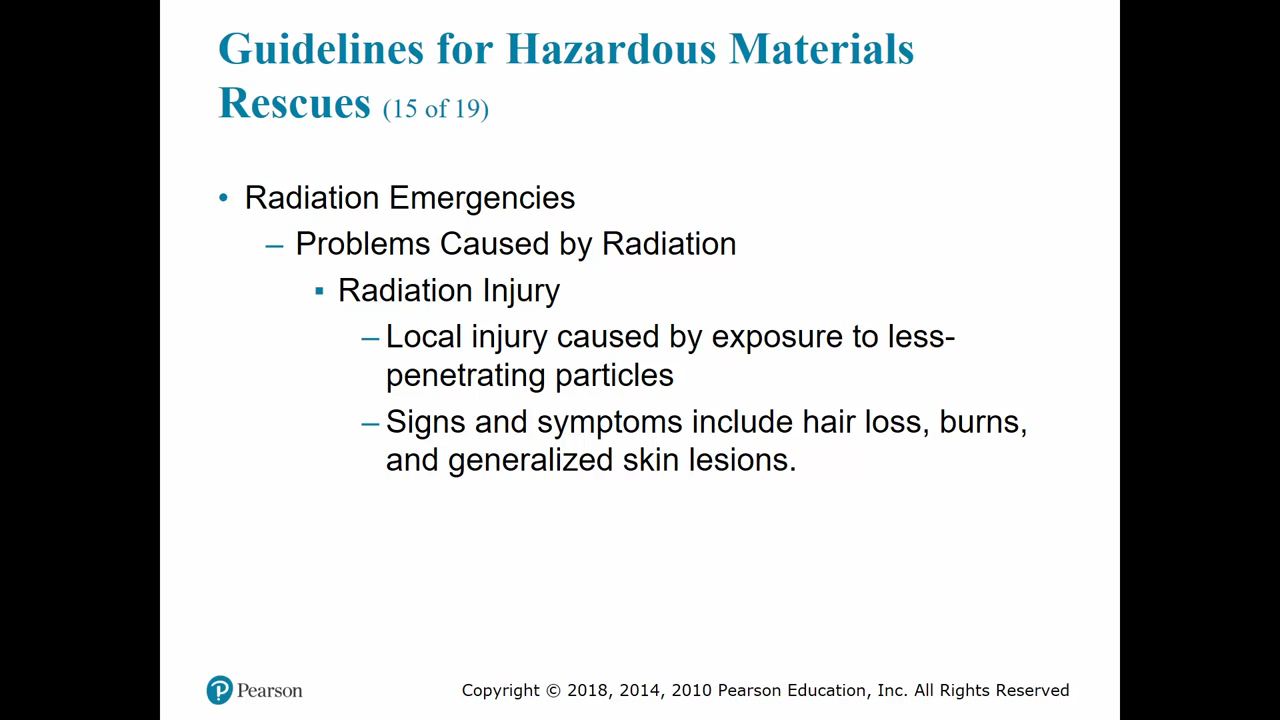 Guidelines for Hazardous Materials
Rescues (15 of 19)
• Radiation Emergencies
– Problems Caused by Radiation
▪ Radiation Injury
– Local injury caused by exposure to less-
penetrating particles
– Signs and symptoms include hair loss, burns,
and generalized skin lesions.
P Pearson
Copyright © 2018, 2014, 2010 Pearson Education, Inc. All Rights Reserved